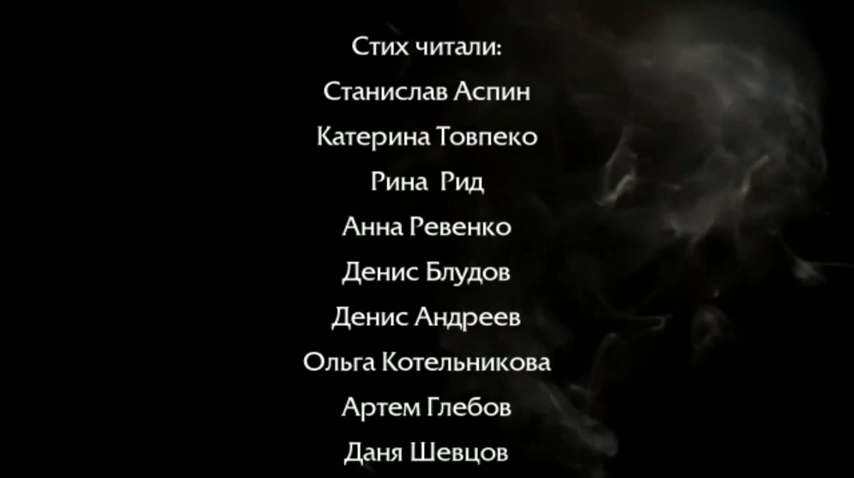 Стих читали:
Станислав Аспин
Катерина Товпеко
Рина Рид
Анна Ревенко
Денис Блудов
Денис Андреев
Ольга Котельникова
Артем Глебов
Даня Шевцов